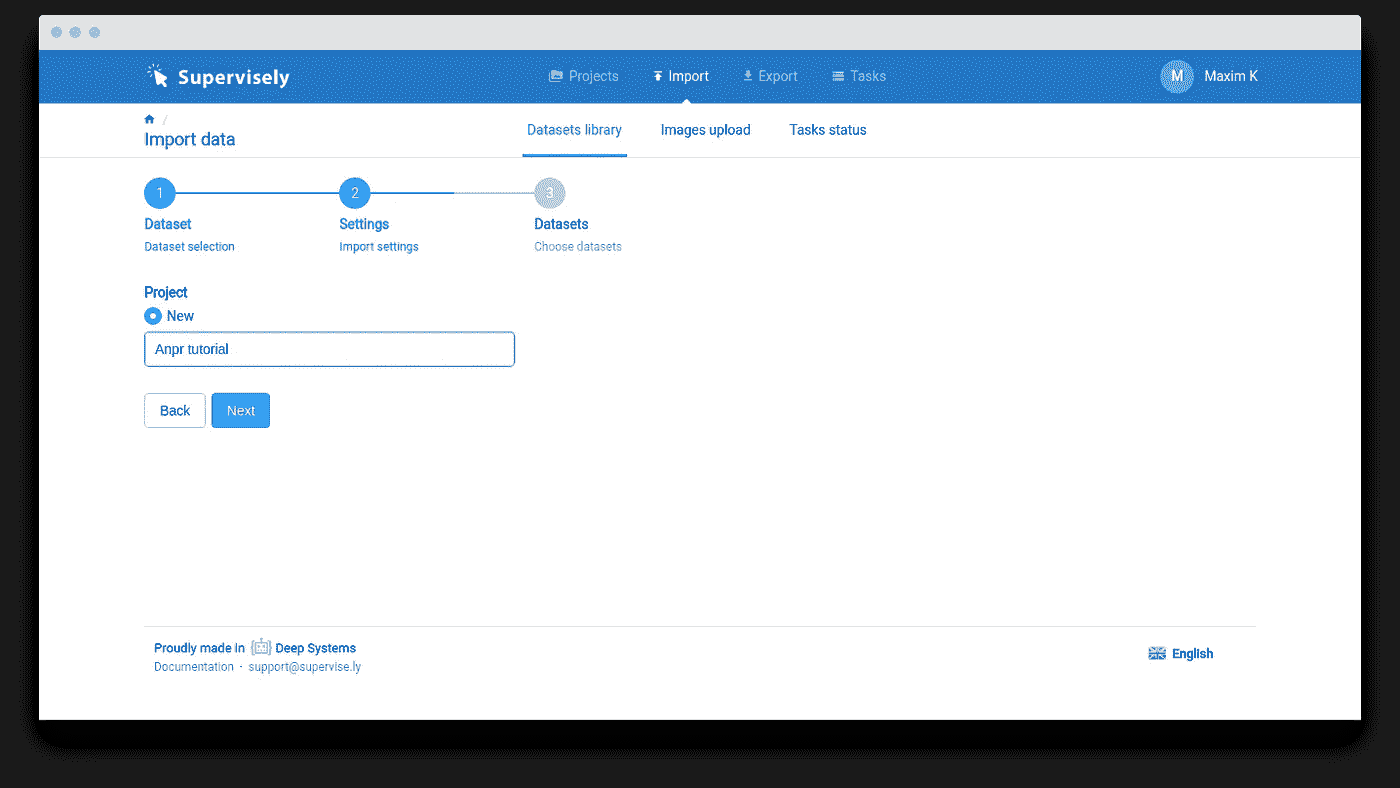 Supervisely
Projects
Import
Export
Tasks
M
Maxim K
/
Import data
Datasets library
Images upload
Tasks status
1
2
3
Dataset
Settings
Datasets
Dataset selection
Import settings
Choose datasets
Project
New
Anpr tutorial
Back
Next
Proudly made in Deep Systems
Documentation · support@supervise.ly
English